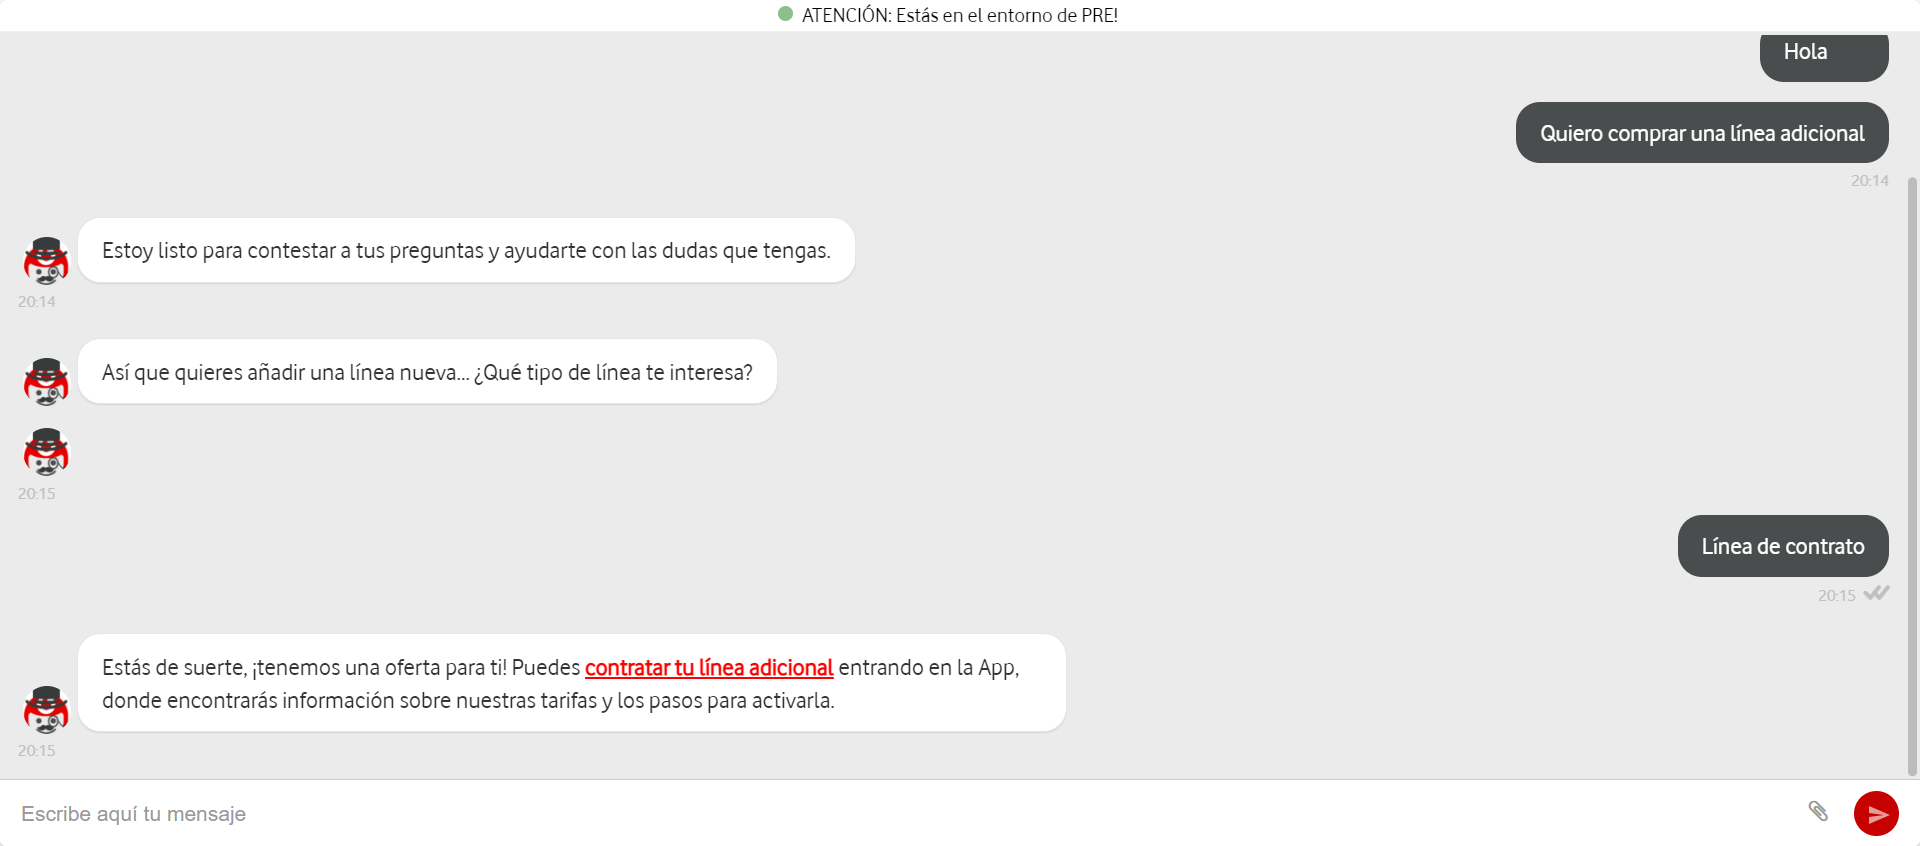 ATENCIÓN: Estás en el entorno de PRE!
Hola
Quiero comprar una línea adicional
20:14
Estoy listo para contestar a tus preguntas y ayudarte con las dudas que tengas.
20:14
Así que quieres añadir una línea nueva... ¿Qué tipo de línea te interesa?
20:15
Línea de contrato
20:15
Estás de suerte, ¡tenemos una oferta para ti! Puedes contratar tu línea adicional entrando en la App,
donde encontrarás información sobre nuestras tarifas y los pasos para activarla.
20:15
Escribe aquí tu mensaje